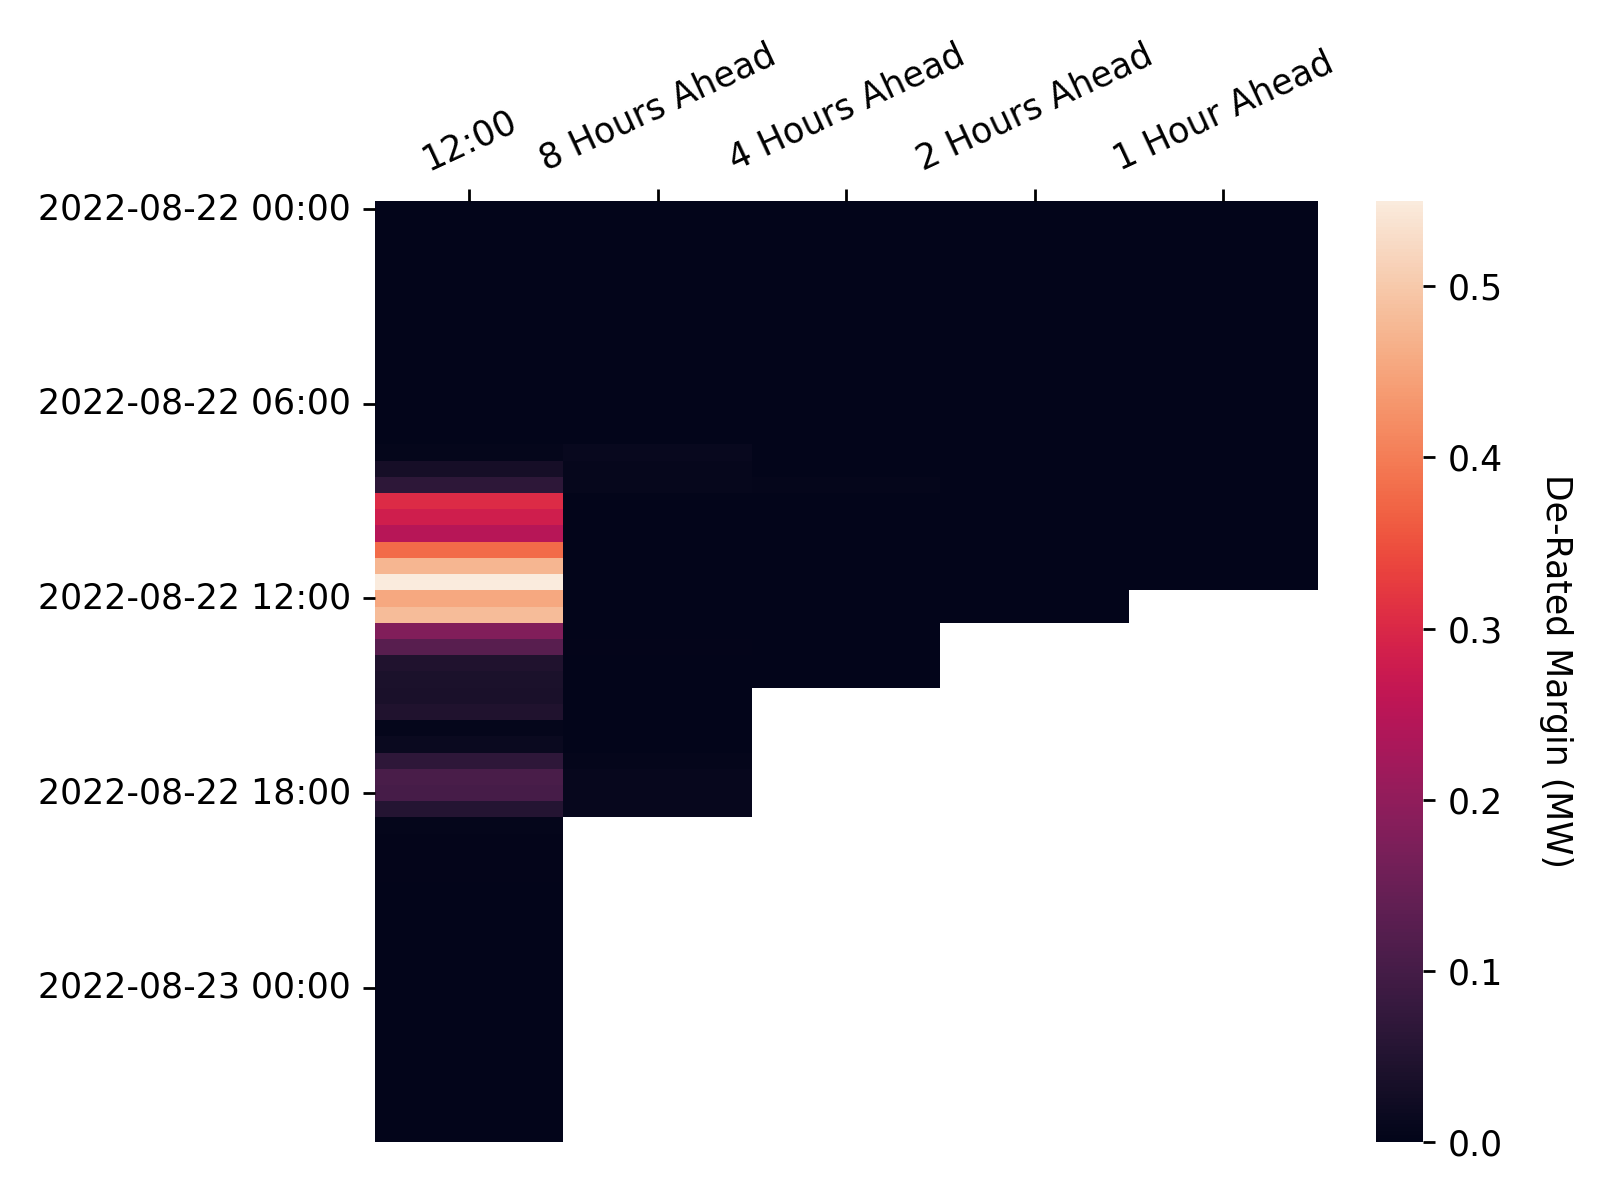 12:00
8 Hours Ahead
4 Hours Ahead
2 Hours Ahead
1 Hour Ahead
2022-08-22 00:00
2022-08-22 06:00
2022-08-22 12:00
2022-08-22 18:00
2022-08-23 00:00
0.5
0.4
0.3
0.2
0.1
0.0
De-Rated Margin (MW)